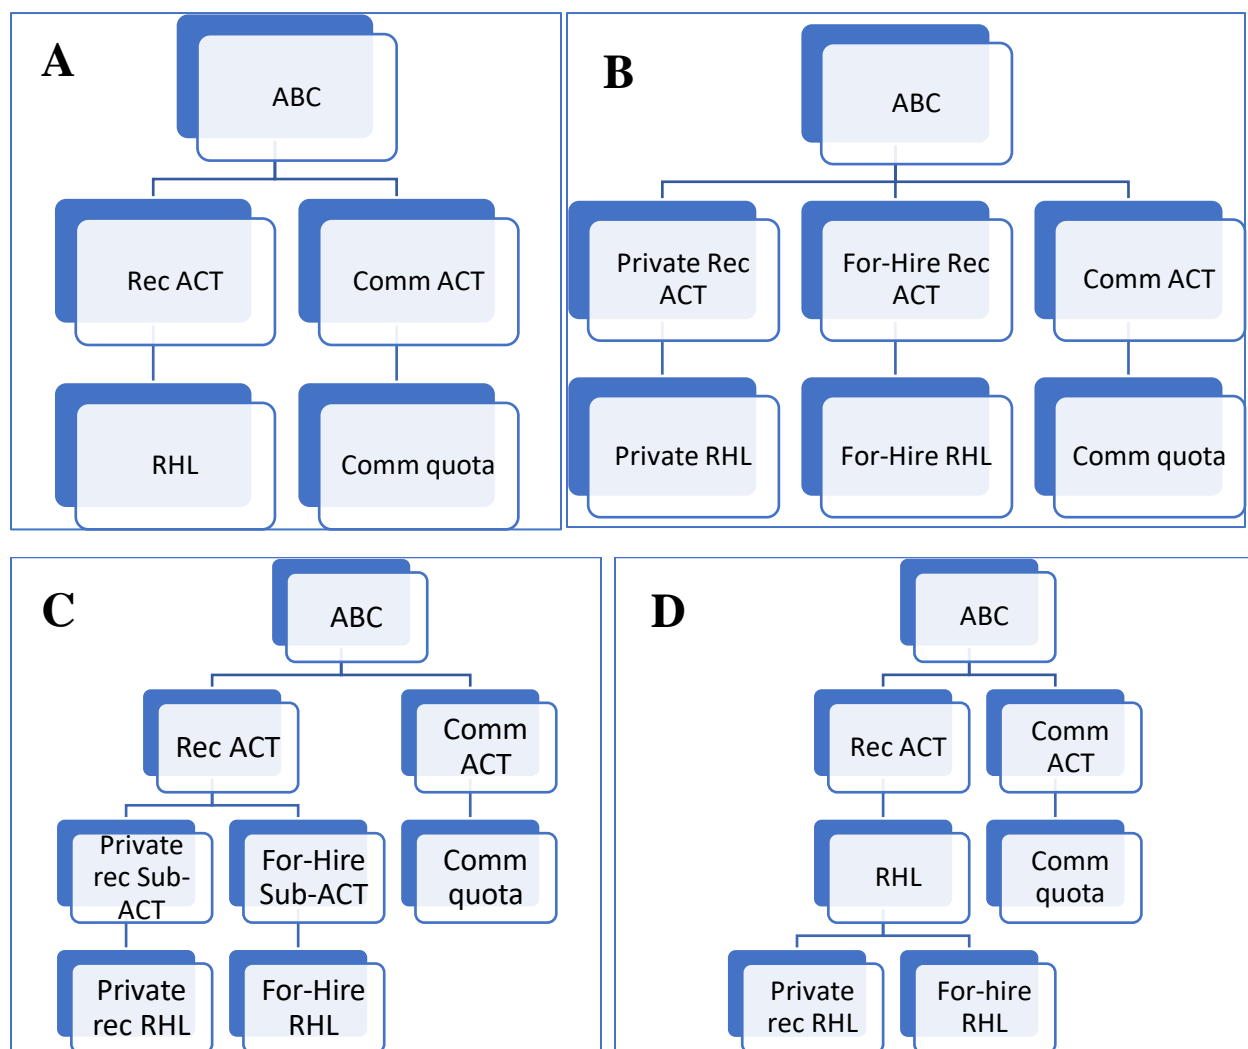 A
ABC
Rec ACT
Comm ACT
RHL
Comm quota
B
ABC
Private Rec
ACT
For-Hire Rec
ACT
Comm ACT
Private RHL
For-Hire RHL
Comm quota
C
ABC
Rec ACT
Comm
ACT
Private
rec Sub-
ACT
For-Hire
Sub-ACT
Comm
quota
Private
rec RHL
For-Hire
RHL
D
ABC
Rec ACT
Comm
ACT
RHL
Comm
quota
Private
rec RHL
For-hire
RHL